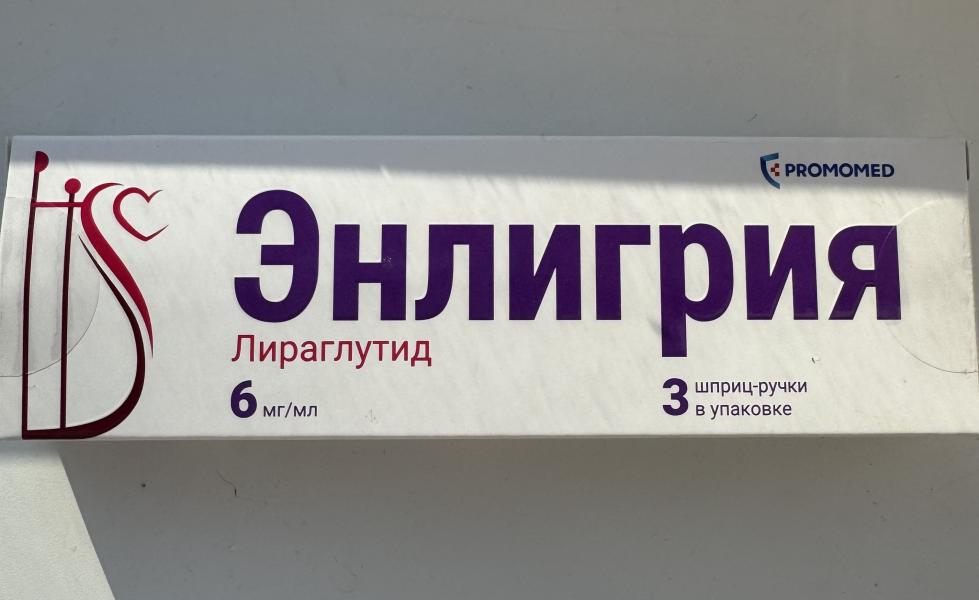 PROMOMED
Энлигрия
Лираглутид
6 мг/мл
3 шприц-ручки
в упаковке